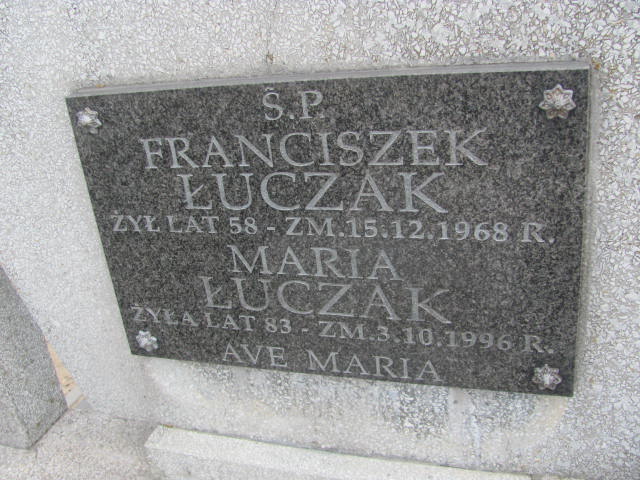 Ś.P.
FRANCISZEK
ŁUCZAK
ŻYŁ LAT 58 - ZM.15.12.1968 R.
MARIA
ŁUCZAK
ŻYŁA LAT 83 - ZM.3.10.1996 R.
AVE MARIA